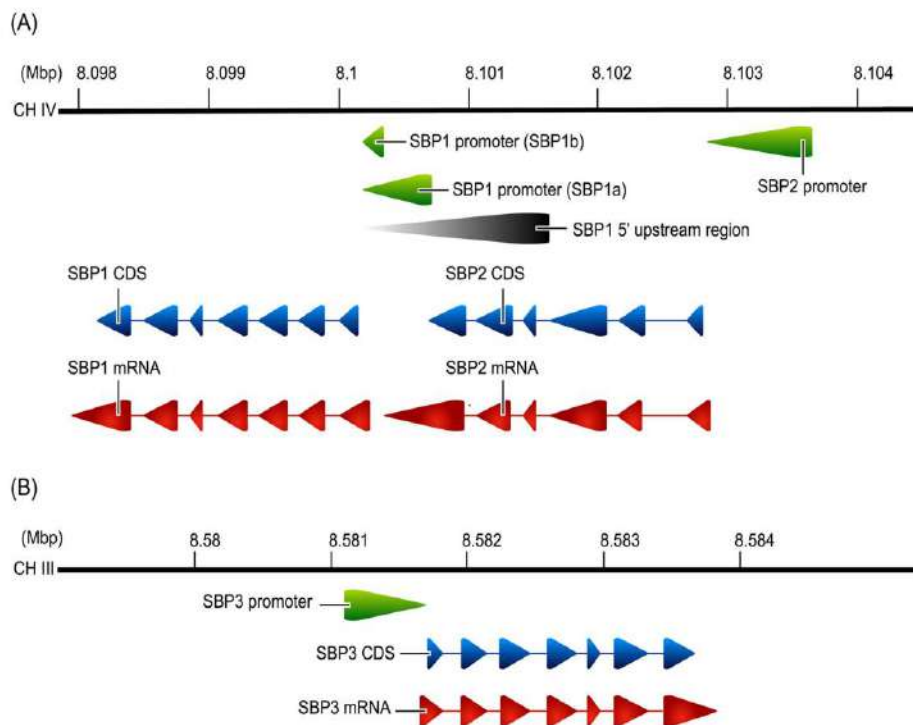 (A)
(Mbp) 8.098 8.099 8.1 8.101 8.102 8.103 8.104
CH IV
SBP1 promoter (SBP1b)
SBP1 promoter (SBP1a)
SBP2 promoter
SBP1 5' upstream region
SBP1 CDS SBP2 CDS
SBP1 mRNA SBP2 mRNA
(B)
(Mbp) 8.58 8.581 8.582 8.583 8.584
CH III
SBP3 promoter
SBP3 CDS
SBP3 mRNA